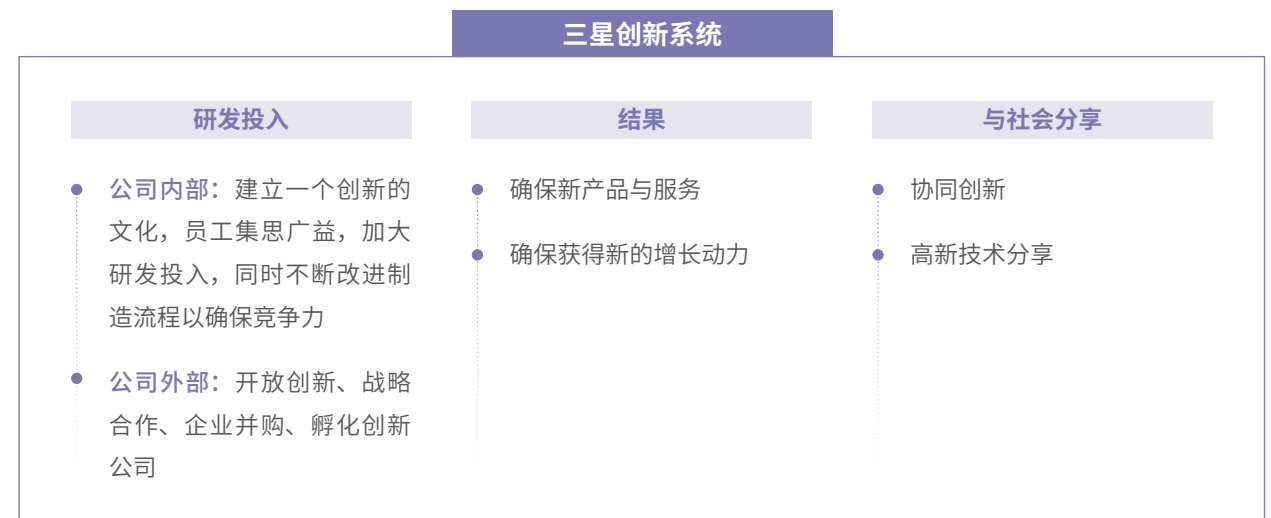 三星创新系统
研发投入
公司内部：建立一个创新的
文化，员工集思广益，加大
研发投入，同时不断改进制
造流程以确保竞争力
公司外部：开放创新、战略
合作、企业并购、孵化创新
公司
结果
确保新产品与服务
确保获得新的增长动力
与社会分享
协同创新
高新技术分享